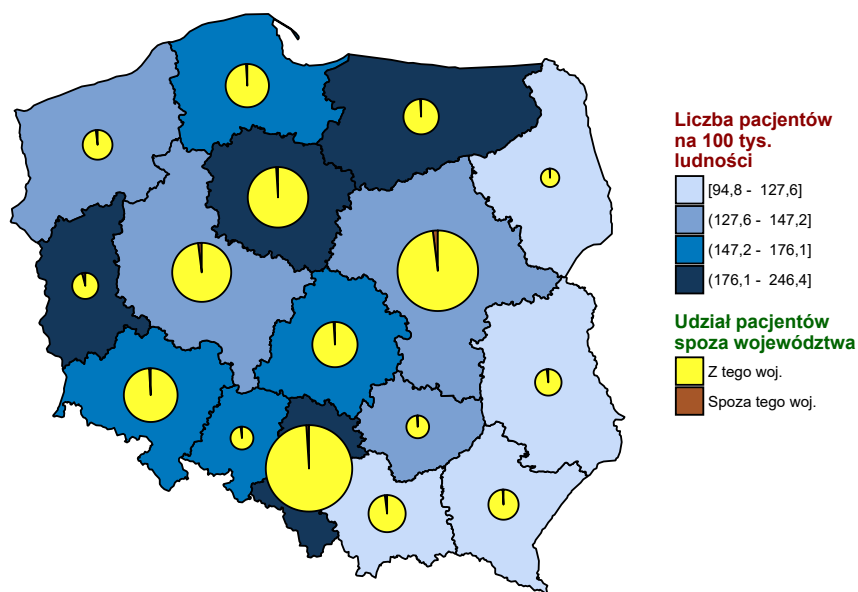 Liczba pacjentów
na 100 tys.
ludności
[94,8 - 127,6]
(127,6 - 147,2]
(147,2 - 176,1]
(176,1 - 246,4]
Udział pacjentów
spoza województwa
Z tego woj.
Spoza tego woj.